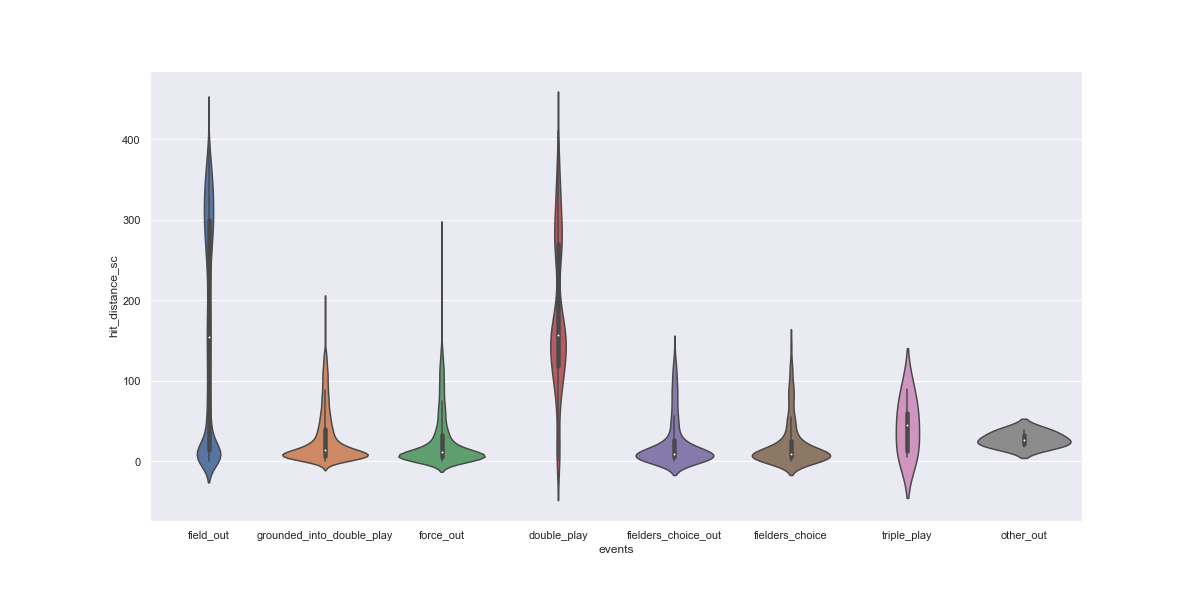 hit_distance_sc
400
300
200
100
0
field_out
grounded_into_double_play
force_out
double_play
fielders_choice_out
fielders_choice
triple_play
other_out
events